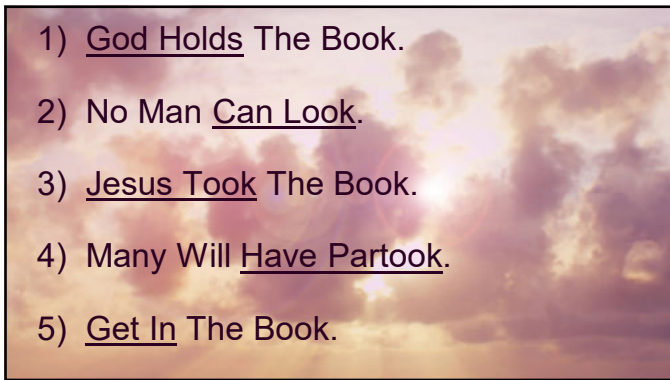 1) God Holds The Book.
2) No Man Can Look.
3) Jesus Took The Book.
4) Many Will Have Partook.
5) Get In The Book.